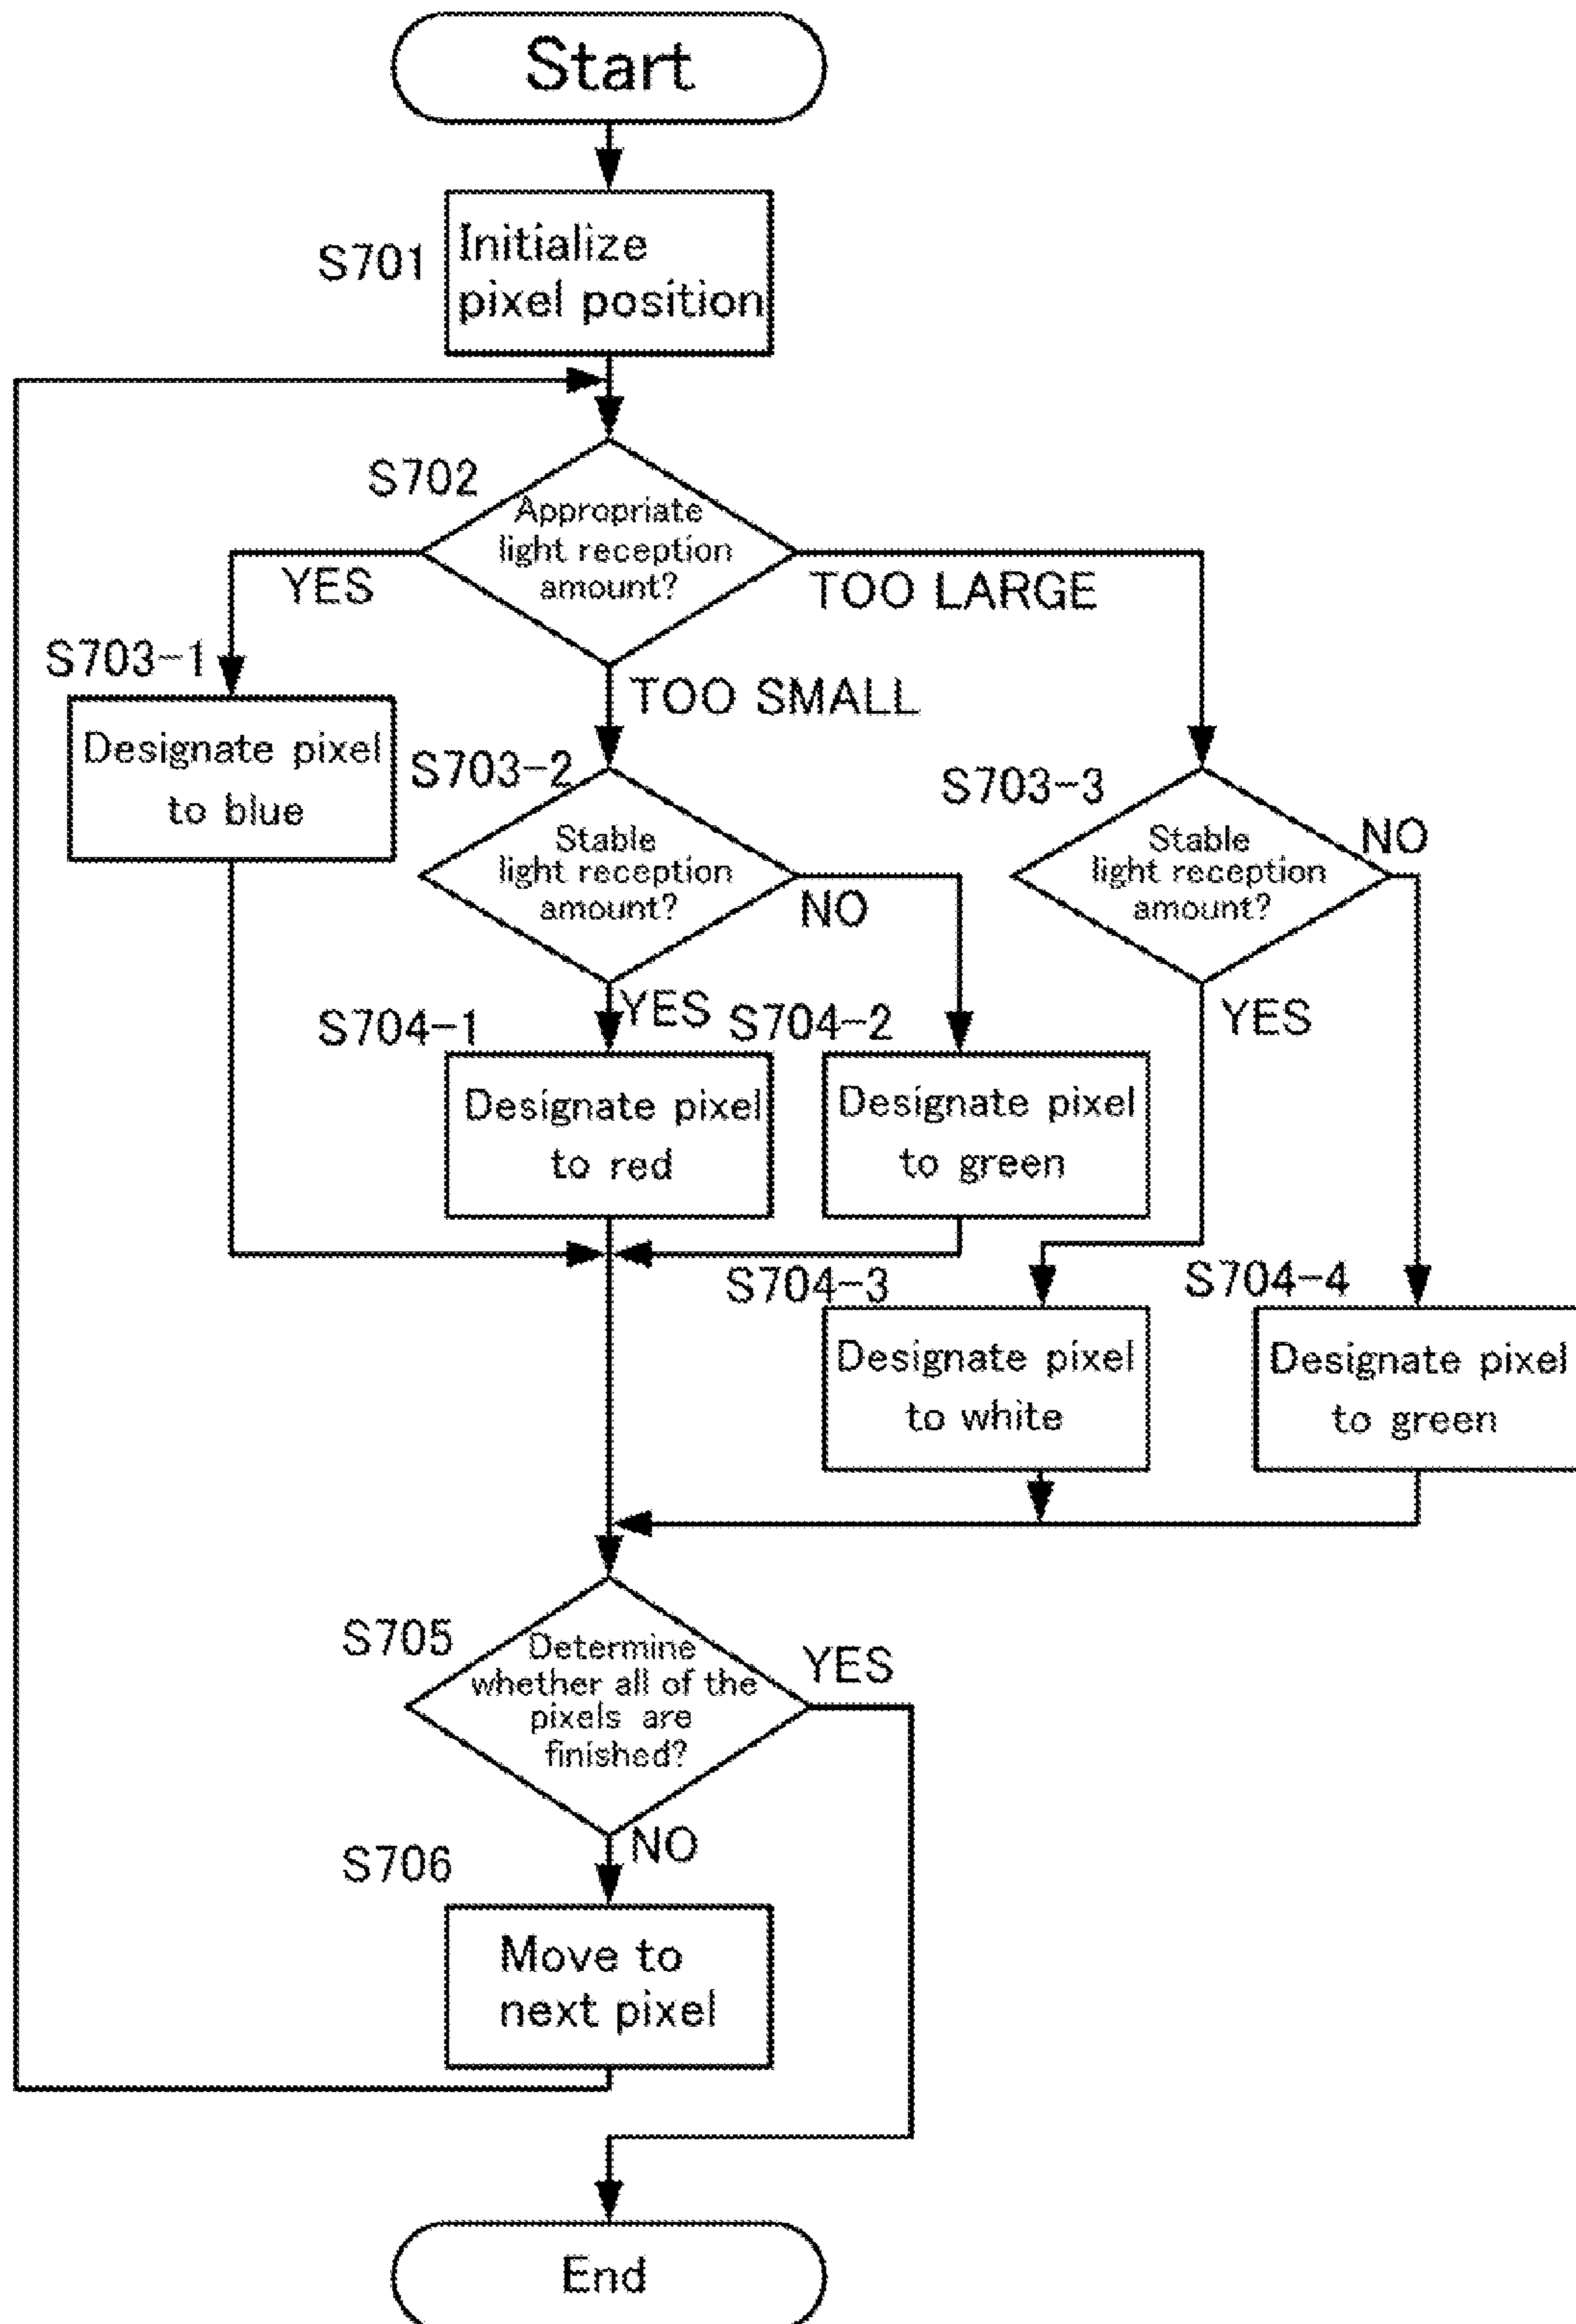 Start
S701
Initialize
pixel position
S702
Appropriate
light reception
amount?
YES
TOO LARGE
S703-1
TOO SMALL
Designate pixel
to blue
S703-2
Stable
light reception
amount?
NO
S703-3
Stable
light reception
amount?
NO
S704-1
YES
S704-2
YES
Designate pixel
to red
Designate pixel
to green
S704-3
S704-4
Designate pixel
to white
Designate pixel
to green
S705
Determine
whether all of the
pixels are
finished?
YES
NO
S706
Move to
next pixel
End